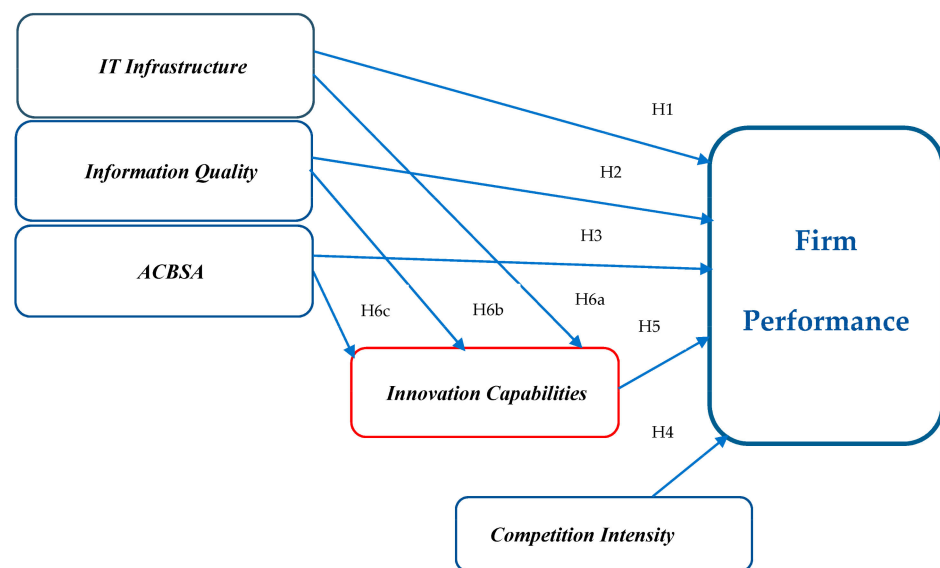 IT Infrastructure
H1
Information Quality
H2
Firm
Performance
ACBSA
H3
H6c
H6b
H6a
H5
Innovation Capabilities
H4
Competition Intensity